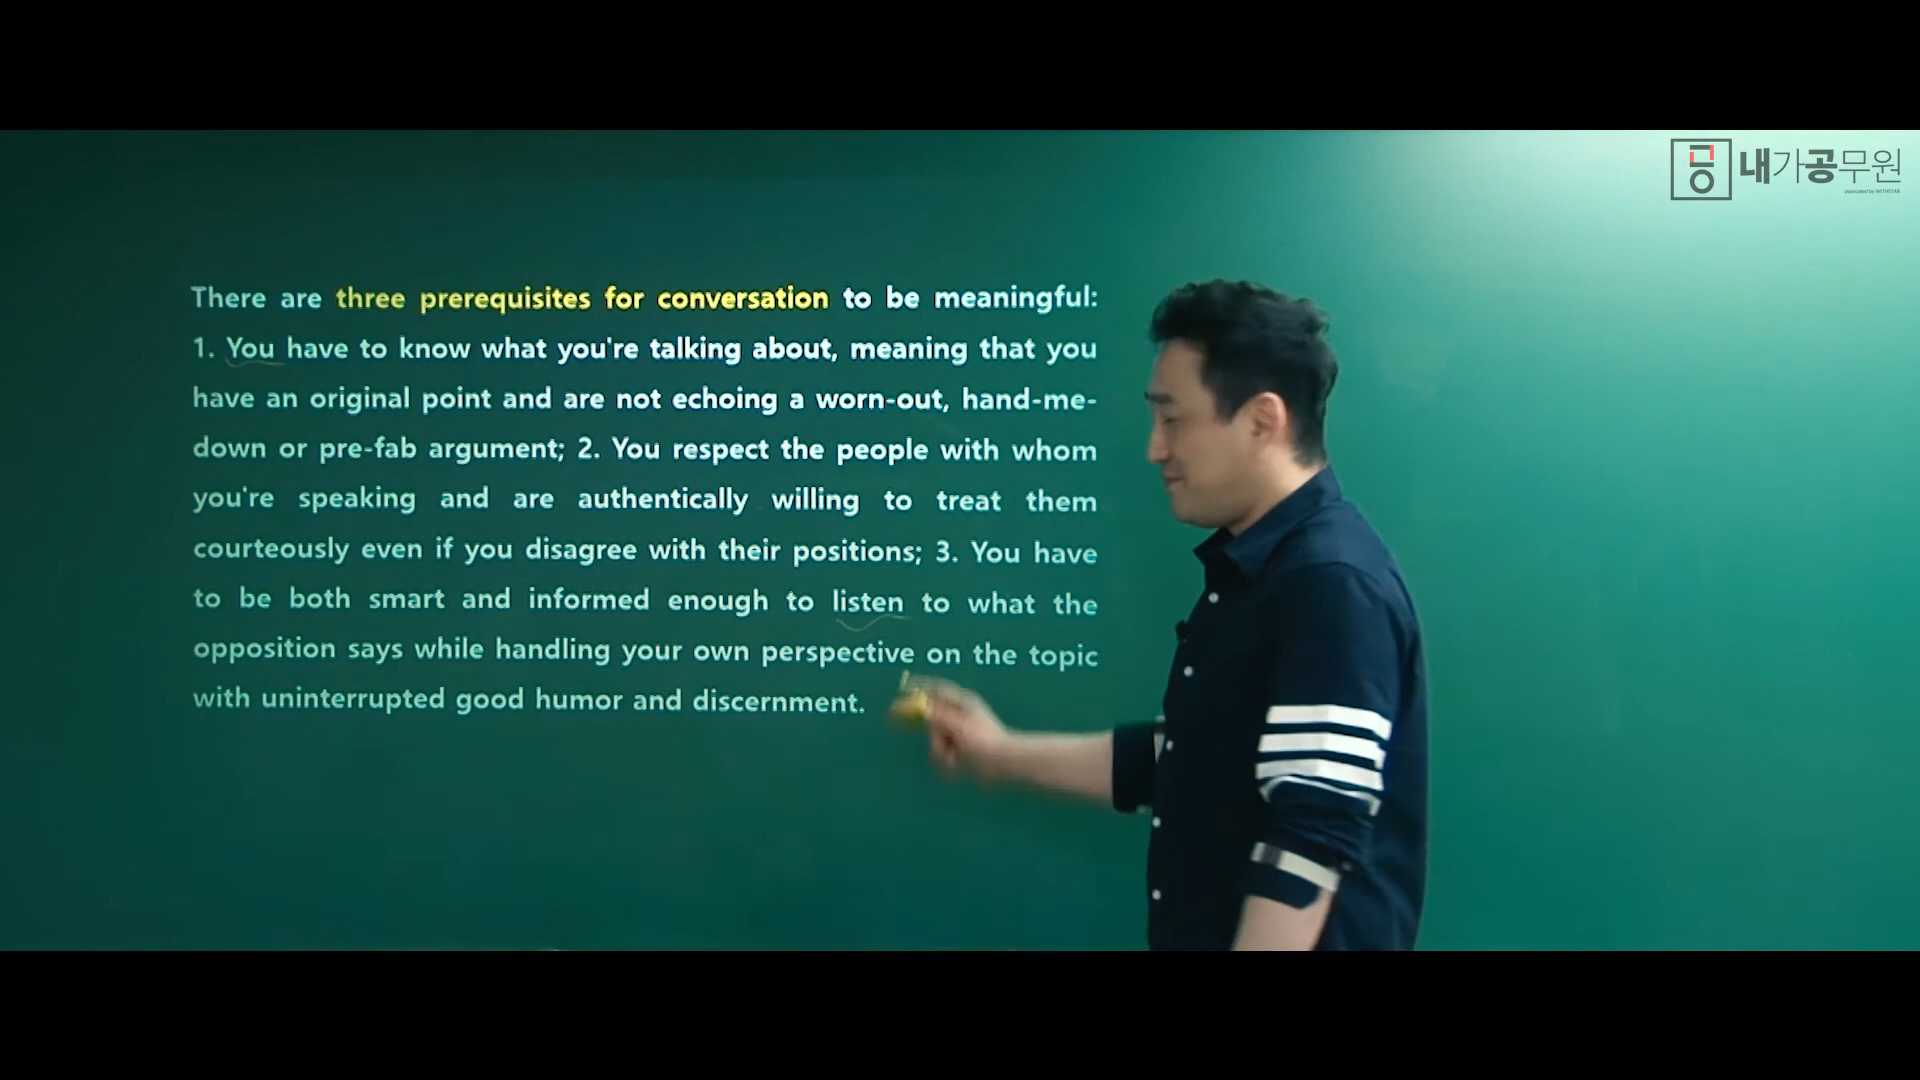 내가공무원
associated by WITHSTAR
There are three prerequisites for conversation to be meaningful:
1. You have to know what you're talking about, meaning that you
have an original point and are not echoing a worn-out, hand-me-
down or pre-fab argument; 2. You respect the people with whom
you're speaking and are authentically willing to treat them
courteously even if you disagree with their positions; 3. You have
to be both smart and informed enough to listen to what the
opposition says while handling your own perspective on the topic
with uninterrupted good humor and discernment.